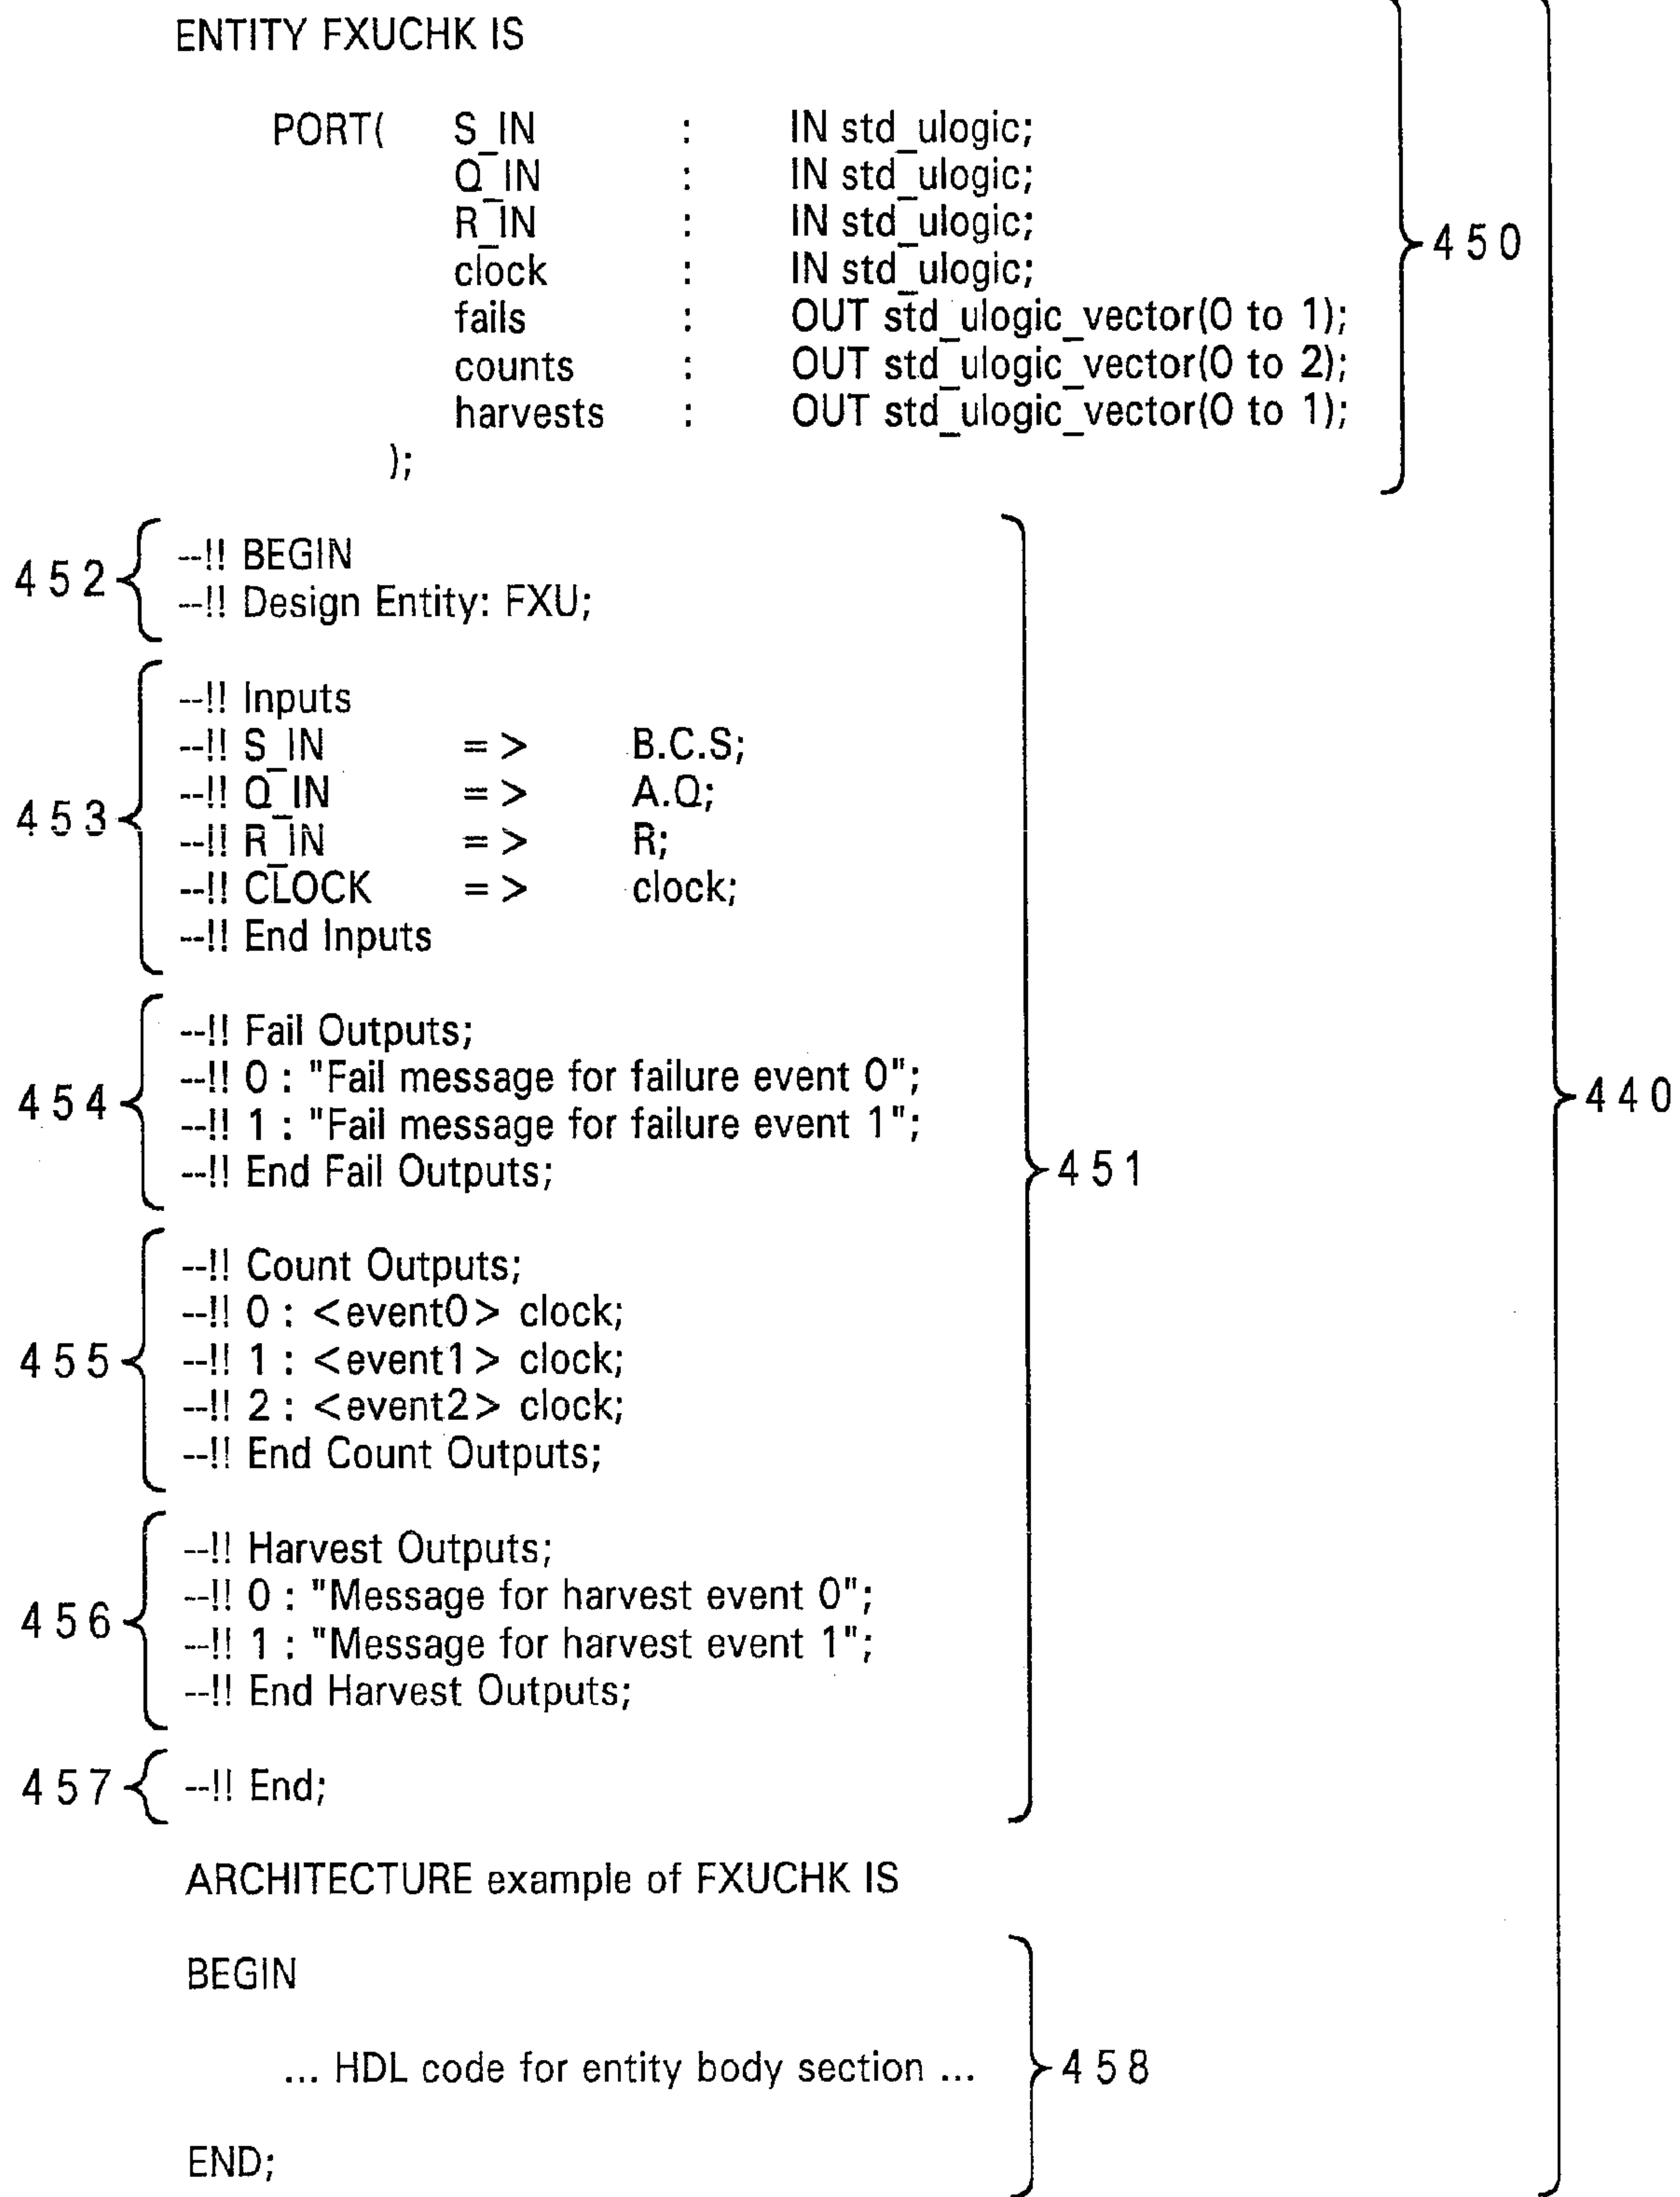 ENTITY FXUCHK IS
PORT( S_IN : IN std_ulogic;
Q_IN : IN std_ulogic;
R_IN : IN std_ulogic;
clock : IN std_ulogic;
fails : OUT std_ulogic_vector(0 to 1);
counts : OUT std_ulogic_vector(0 to 2);
harvests : OUT std_ulogic_vector(0 to 1);
);
450
452
--!! BEGIN
--!! Design Entity: FXU;
453
--!! Inputs
--!! S_IN => B.C.S;
--!! Q_IN => A.Q;
--!! R_IN => R;
--!! CLOCK => clock;
--!! End Inputs
454
--!! Fail Outputs;
--!! 0 : "Fail message for failure event 0";
--!! 1 : "Fail message for failure event 1";
--!! End Fail Outputs;
440
451
455
--!! Count Outputs;
--!! 0 : <event0> clock;
--!! 1 : <event1> clock;
--!! 2 : <event2> clock;
--!! End Count Outputs;
456
--!! Harvest Outputs;
--!! 0 : "Message for harvest event 0";
--!! 1 : "Message for harvest event 1";
--!! End Harvest Outputs;
457
--!! End;
ARCHITECTURE example of FXUCHK IS
BEGIN
... HDL code for entity body section ...
458
END;